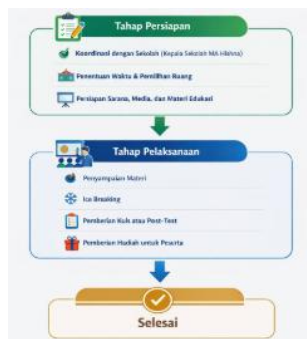 Tahap Persiapan
Koordinasi dengan Sekolah (Kepala Sekolah MA Hikhma)
Penentuan Waktu & Pemilihan Ruang
Persiapan Sarana, Media, dan Materi Edukasi
Tahap Pelaksanaan
Penyampaian Materi
Ice Breaking
Pemberian Kuis atau Post-Test
Pemberian Hadiah untuk Peserta
Selesai